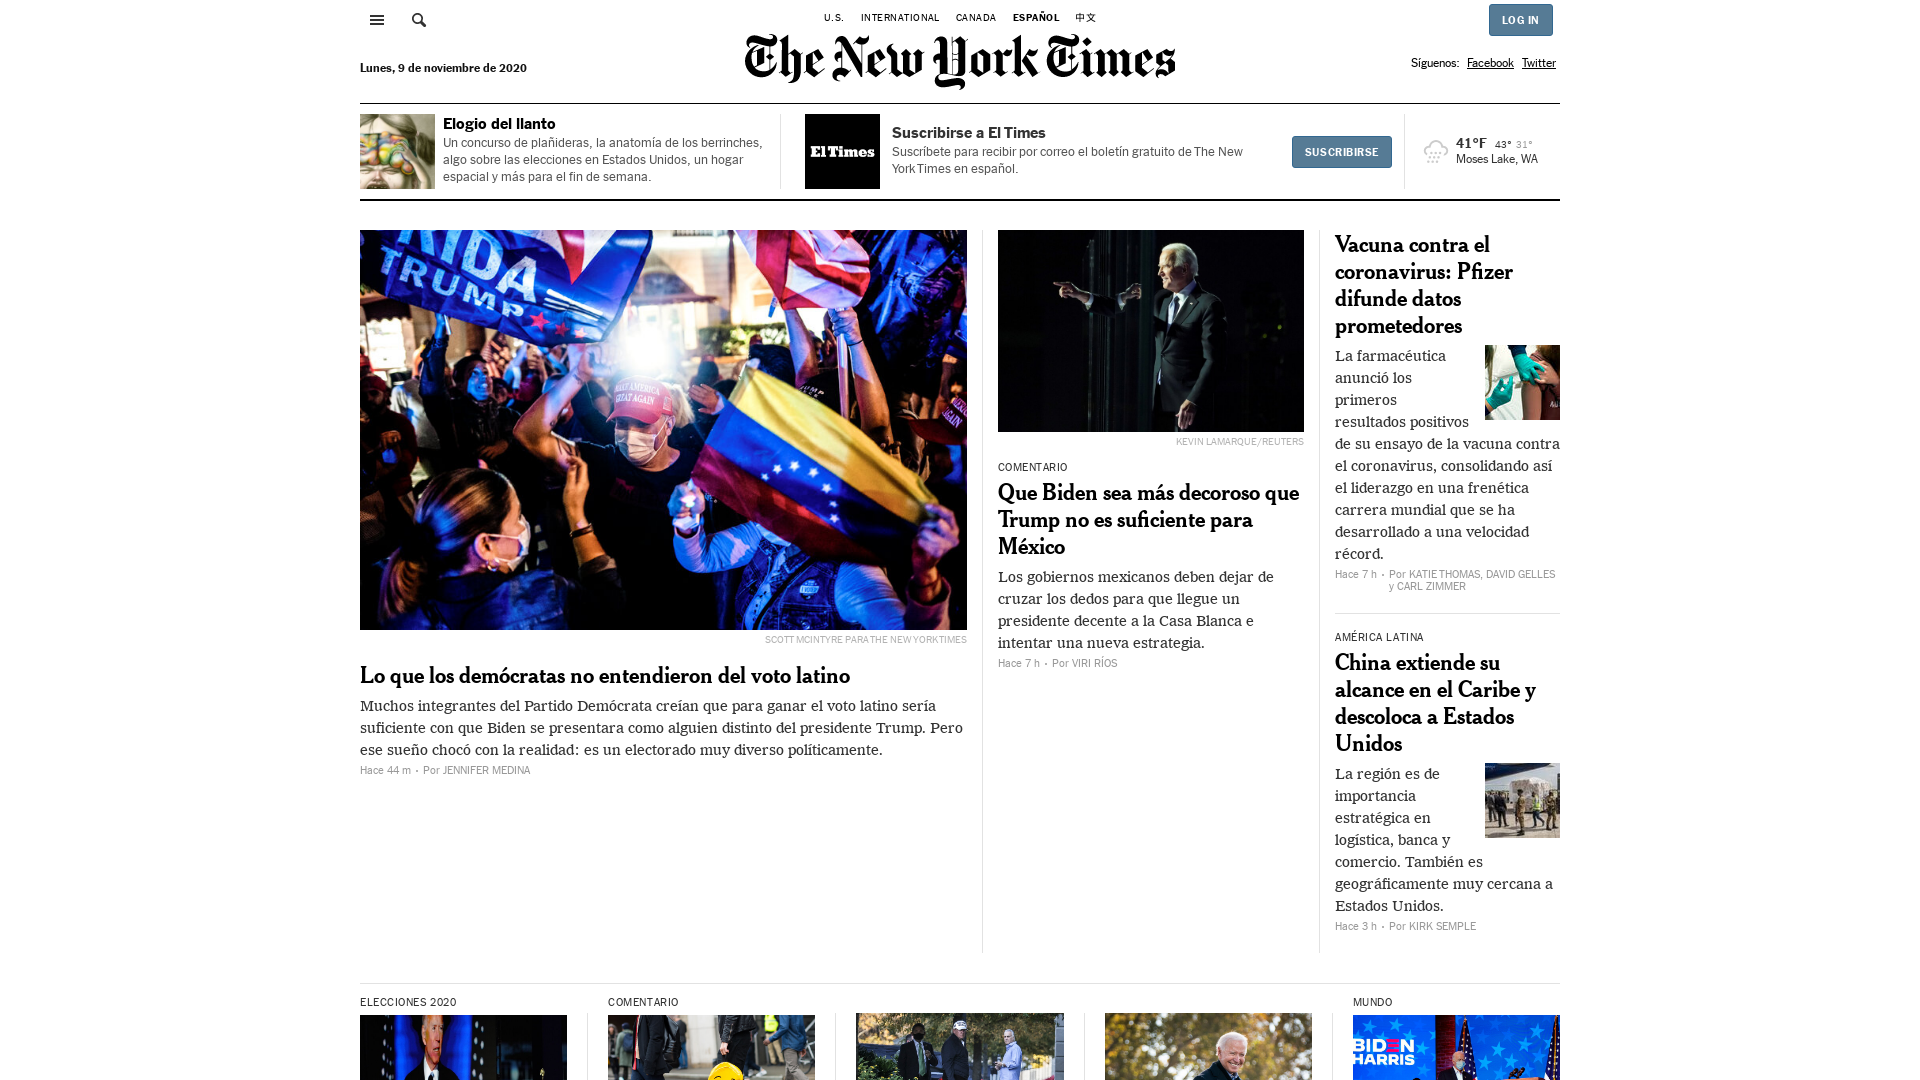 U.S. INTERNATIONAL CANADA ESPAÑOL 中文
LOG IN
The New York Times
Lunes, 9 de noviembre de 2020
Síguenos: Facebook Twitter
Elogio del llanto
Un concurso de plañideras, la anatomía de los berrinches,
algo sobre las elecciones en Estados Unidos, un hogar
espacial y más para el fin de semana.
El Times
Suscribirse a El Times
Suscríbete para recibir por correo el boletín gratuito de The New
York Times en español.
SUSCRIBIRSE
41°F 43° 31°
Moses Lake, WA
TRUMP
MAKE AMERICA
GREAT AGAIN
SCOTT MCINTYRE PARA THE NEW YORK TIMES
Lo que los demócratas no entendieron del voto latino
Muchos integrantes del Partido Demócrata creían que para ganar el voto latino sería
suficiente con que Biden se presentara como alguien distinto del presidente Trump. Pero
ese sueño chocó con la realidad: es un electorado muy diverso políticamente.
Hace 44 m • Por JENNIFER MEDINA
KEVIN LAMARQUE/REUTERS
COMENTARIO
Que Biden sea más decoroso que
Trump no es suficiente para
México
Los gobiernos mexicanos deben dejar de
cruzar los dedos para que llegue un
presidente decente a la Casa Blanca e
intentar una nueva estrategia.
Hace 7 h • Por VIRI RÍOS
Vacuna contra el
coronavirus: Pfizer
difunde datos
prometedores
La farmacéutica
anunció los
primeros
resultados positivos
de su ensayo de la vacuna contra
el coronavirus, consolidando así
el liderazgo en una frenética
carrera mundial que se ha
desarrollado a una velocidad
récord.
Hace 7 h • Por KATIE THOMAS, DAVID GELLES
y CARL ZIMMER
AMÉRICA LATINA
China extiende su
alcance en el Caribe y
descoloca a Estados
Unidos
La región es de
importancia
estratégica en
logística, banca y
comercio. También es
geográficamente muy cercana a
Estados Unidos.
Hace 3 h • Por KIRK SEMPLE
ELECCIONES 2020
COMENTARIO
MUNDO
BIDEN
HARRIS